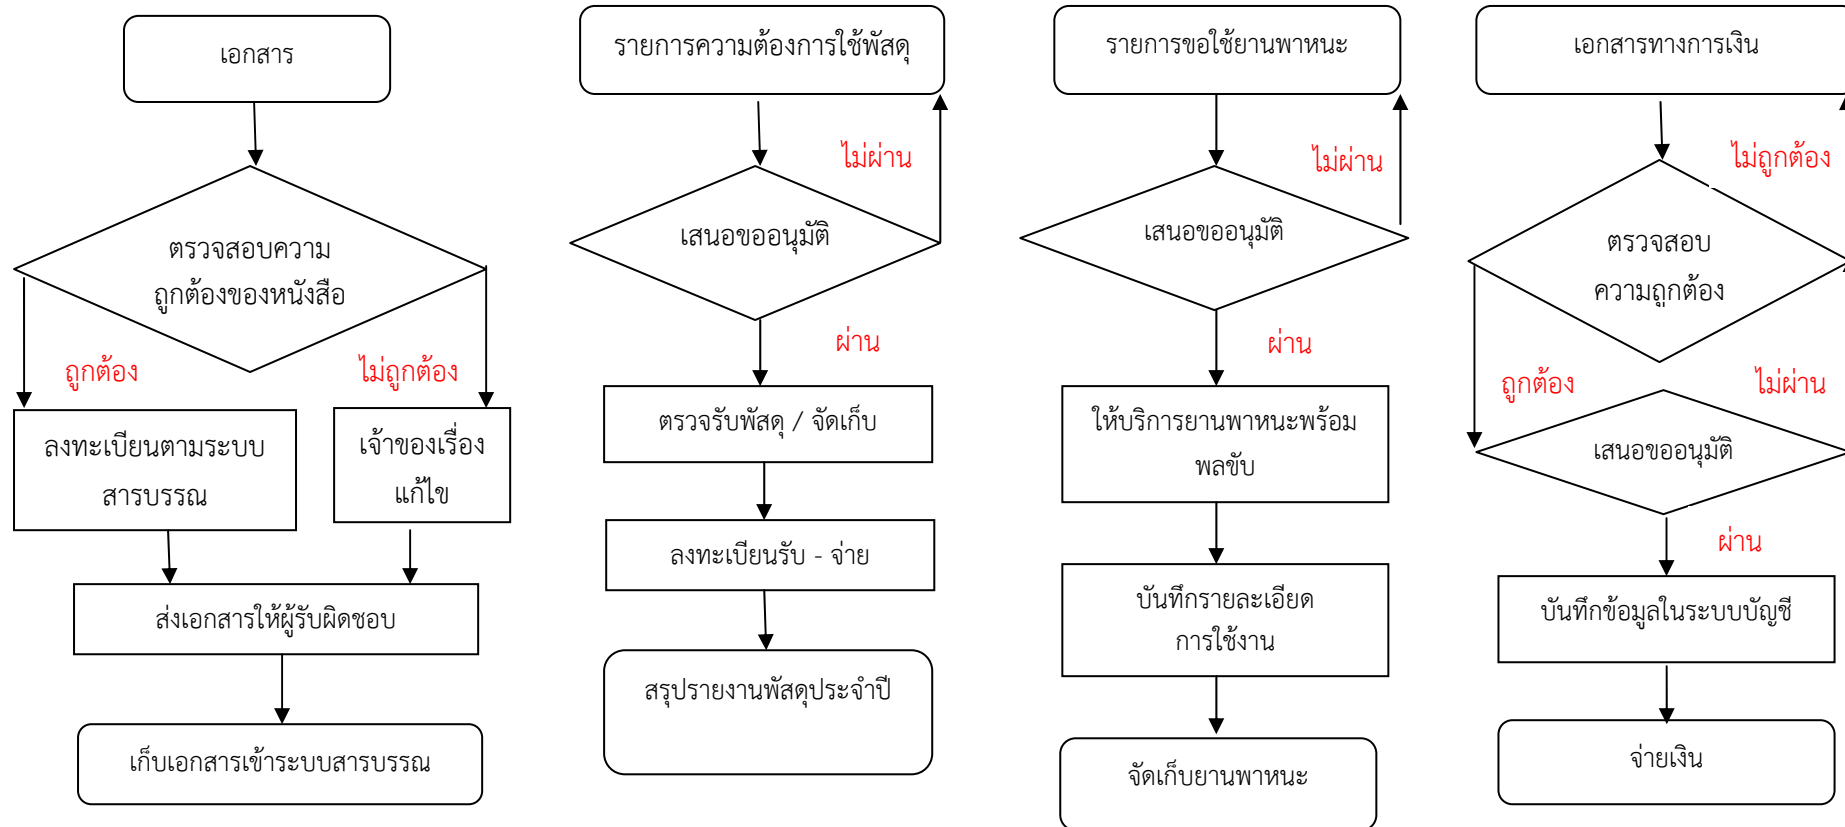 เอกสาร
ตรวจสอบความ
ถูกต้องของหนังสือ
ถูกต้อง
ไม่ถูกต้อง
ลงทะเบียนตามระบบ
สารบรรณ
เจ้าของเรื่อง
แก้ไข
ส่งเอกสารให้ผู้รับผิดชอบ
เก็บเอกสารเข้าระบบสารบรรณ
รายการความต้องการใช้พัสดุ
ไม่ผ่าน
เสนอขออนุมัติ
ผ่าน
ตรวจรับพัสดุ / จัดเก็บ
ลงทะเบียนรับ - จ่าย
สรุปรายงานพัสดุประจำปี
รายการขอใช้ยานพาหนะ
ไม่ผ่าน
เสนอขออนุมัติ
ผ่าน
ให้บริการยานพาหนะพร้อม
พลขับ
บันทึกรายละเอียด
การใช้งาน
จัดเก็บยานพาหนะ
เอกสารทางการเงิน
ไม่ถูกต้อง
ตรวจสอบ
ความถูกต้อง
ถูกต้อง
ไม่ผ่าน
เสนอขออนุมัติ
ผ่าน
บันทึกข้อมูลในระบบบัญชี
จ่ายเงิน